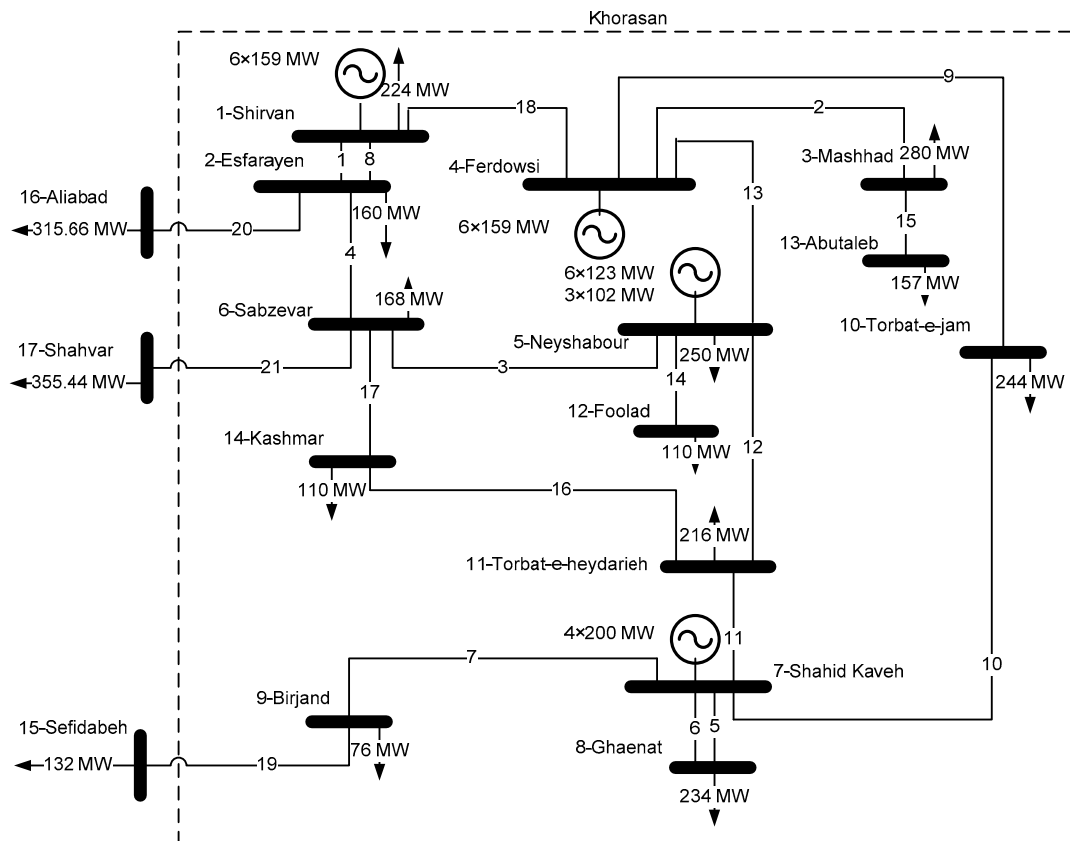 Khorasan
6×159 MW
224 MW
1-Shirvan
18
9
2
2-Esfarayen
1
8
4-Ferdowsi
3-Mashhad
280 MW
16-Aliabad
315.66 MW
20
160 MW
4
6×159 MW
13
15
13-Abutaleb
157 MW
6×123 MW
3×102 MW
6-Sabzevar
168 MW
5-Neyshabour
250 MW
10-Torbat-e-jam
244 MW
17-Shahvar
355.44 MW
21
3
14
17
12-Foolad
110 MW
12
14-Kashmar
110 MW
16
216 MW
11-Torbat-e-heydarieh
4×200 MW
11
10
7
7-Shahid Kaveh
9-Birjand
76 MW
6
5
8-Ghaenat
234 MW
15-Sefidabeh
132 MW
19